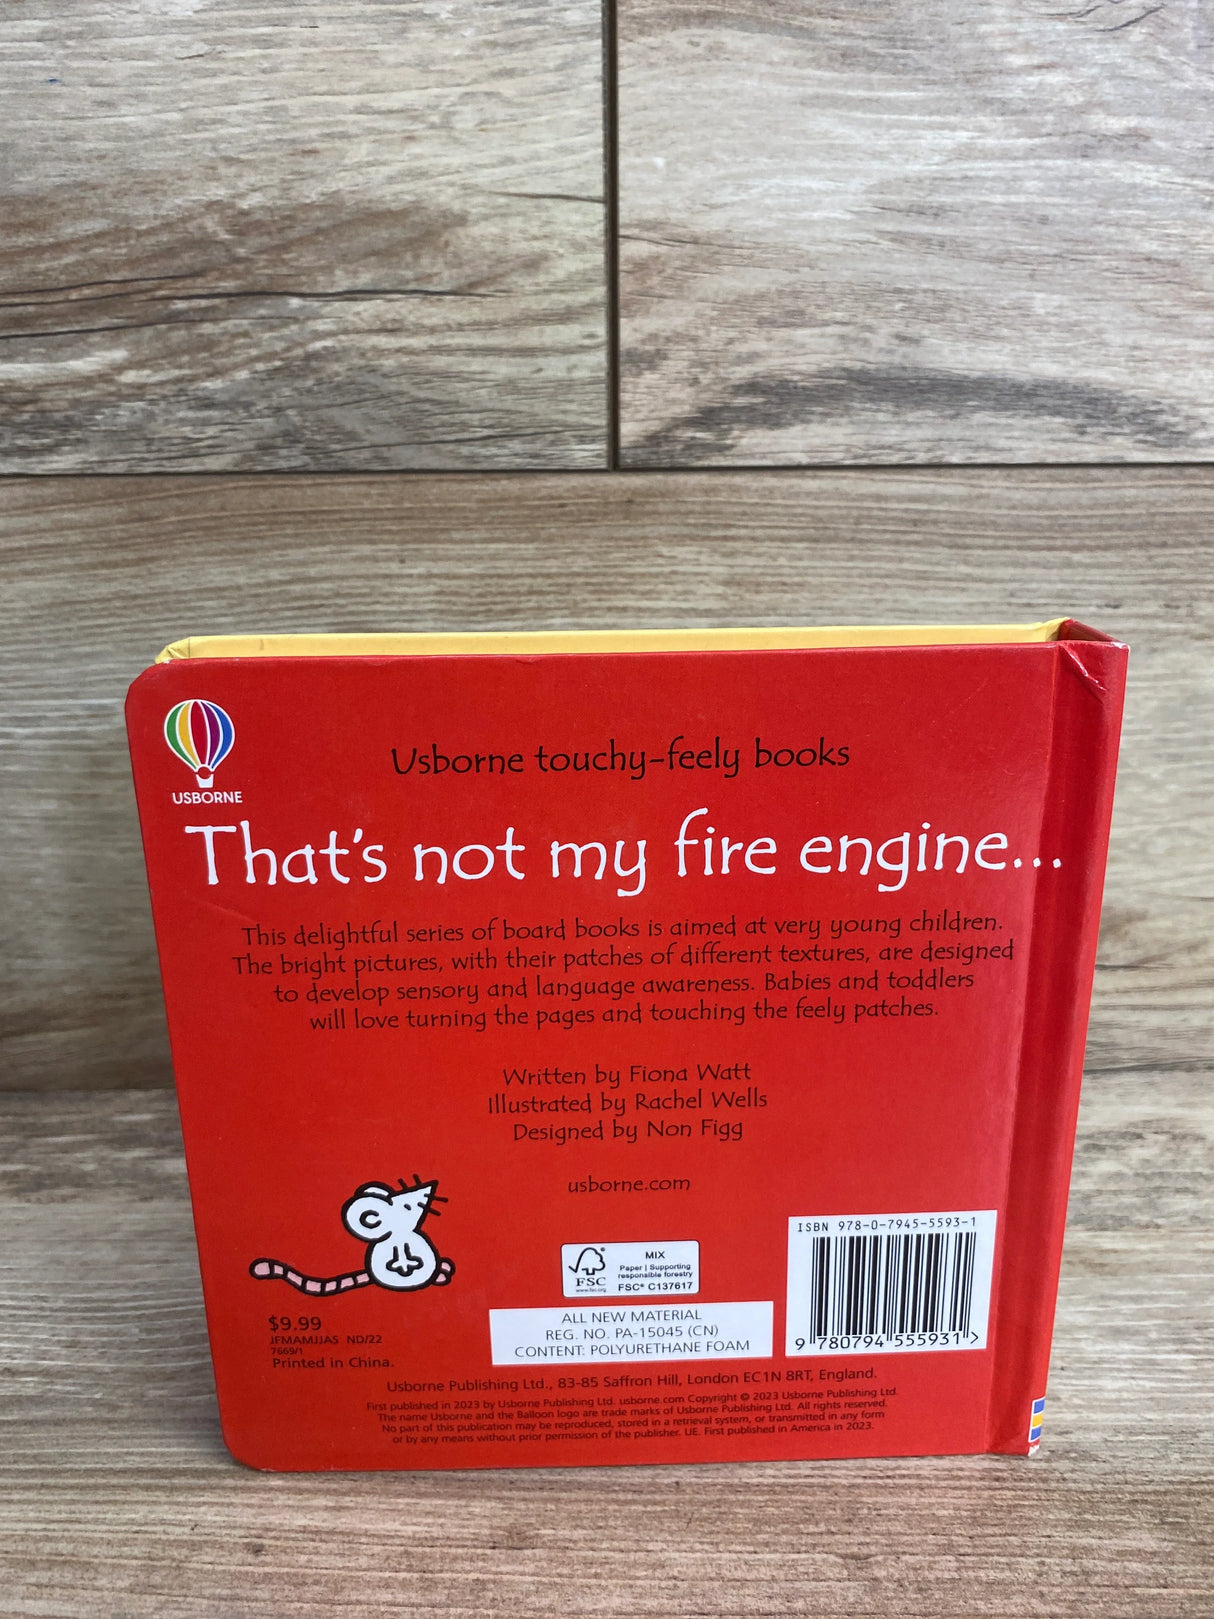 USBORNE
Usborne touchy-feely books
That's not my fire engine...
This delightful series of board books is aimed at very young children.
The bright pictures, with their patches of different textures, are designed
to develop sensory and language awareness. Babies and toddlers
will love turning the pages and touching the feely patches.
Written by Fiona Watt
Illustrated by Rachel Wells
Designed by Non Figg
usborne.com
ISBN 978-0-7945-5593-1
9 780794 555931 >
FSC
www.fsc.org
MIX
Paper | Supporting
responsible forestry
FSC® C137617
ALL NEW MATERIAL
REG. NO. PA-15045 (CN)
CONTENT: POLYURETHANE FOAM
$9.99
JFMAMJJAS ND/22
7669/1
Printed in China.
Usborne Publishing Ltd., 83-85 Saffron Hill, London EC1N 8RT, England.
First published in 2023 by Usborne Publishing Ltd. usborne.com Copyright © 2023 Usborne Publishing Ltd.
The name Usborne and the Balloon logo are trade marks of Usborne Publishing Ltd. All rights reserved.
No part of this publication may be reproduced, stored in a retrieval system, or transmitted in any form
or by any means without prior permission of the publisher. UE. First published in America in 2023.